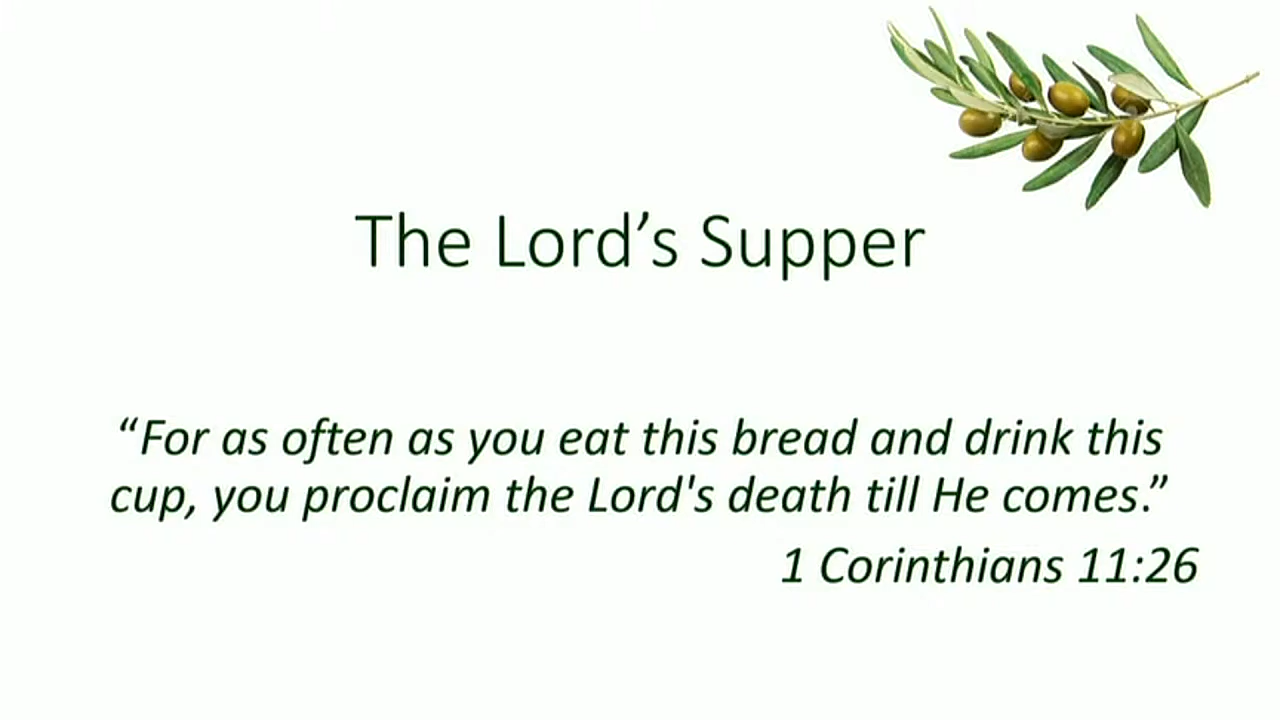 The Lord’s Supper
“For as often as you eat this bread and drink this
cup, you proclaim the Lord's death till He comes.”
1 Corinthians 11:26